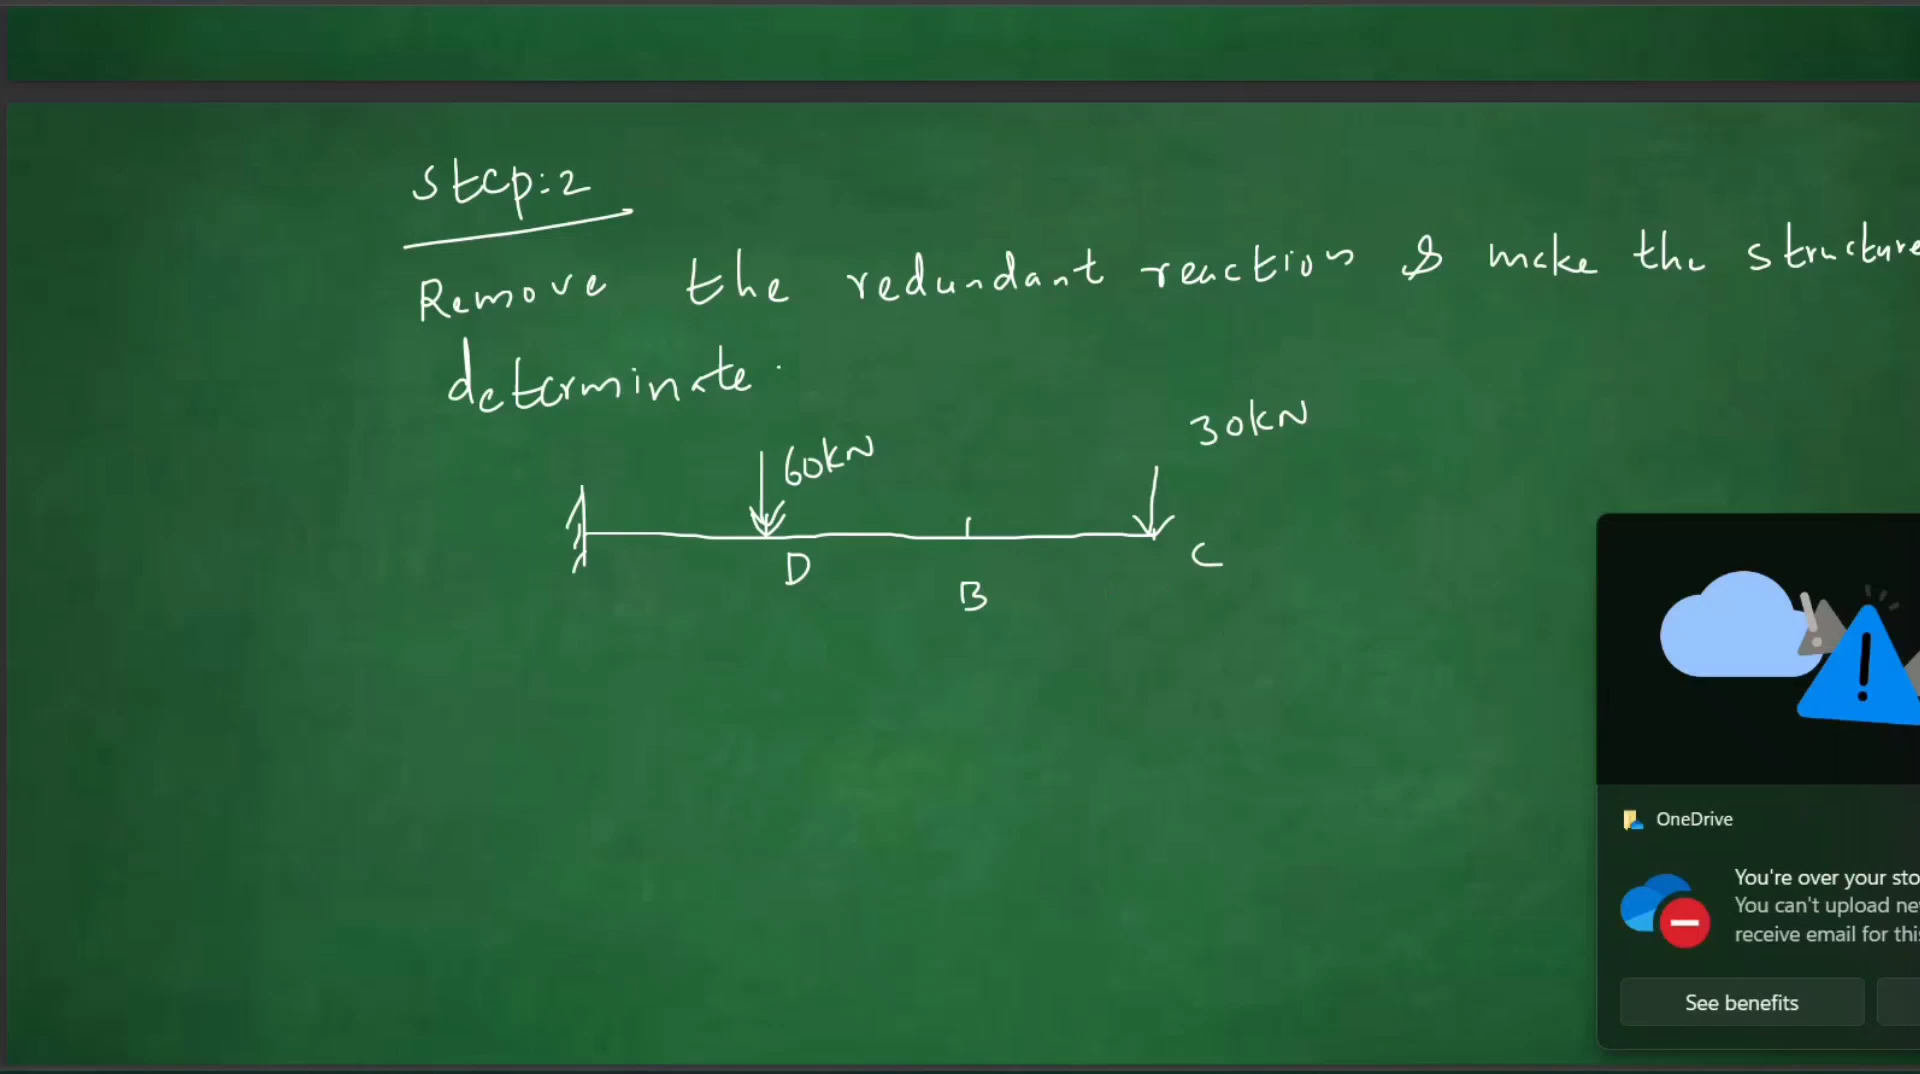 Step:2
Remove the redundant reaction & make the structure
determinate.
60kN
30kN
D
B
C
OneDrive
You're over your sto
You can't upload ne
receive email for this
See benefits